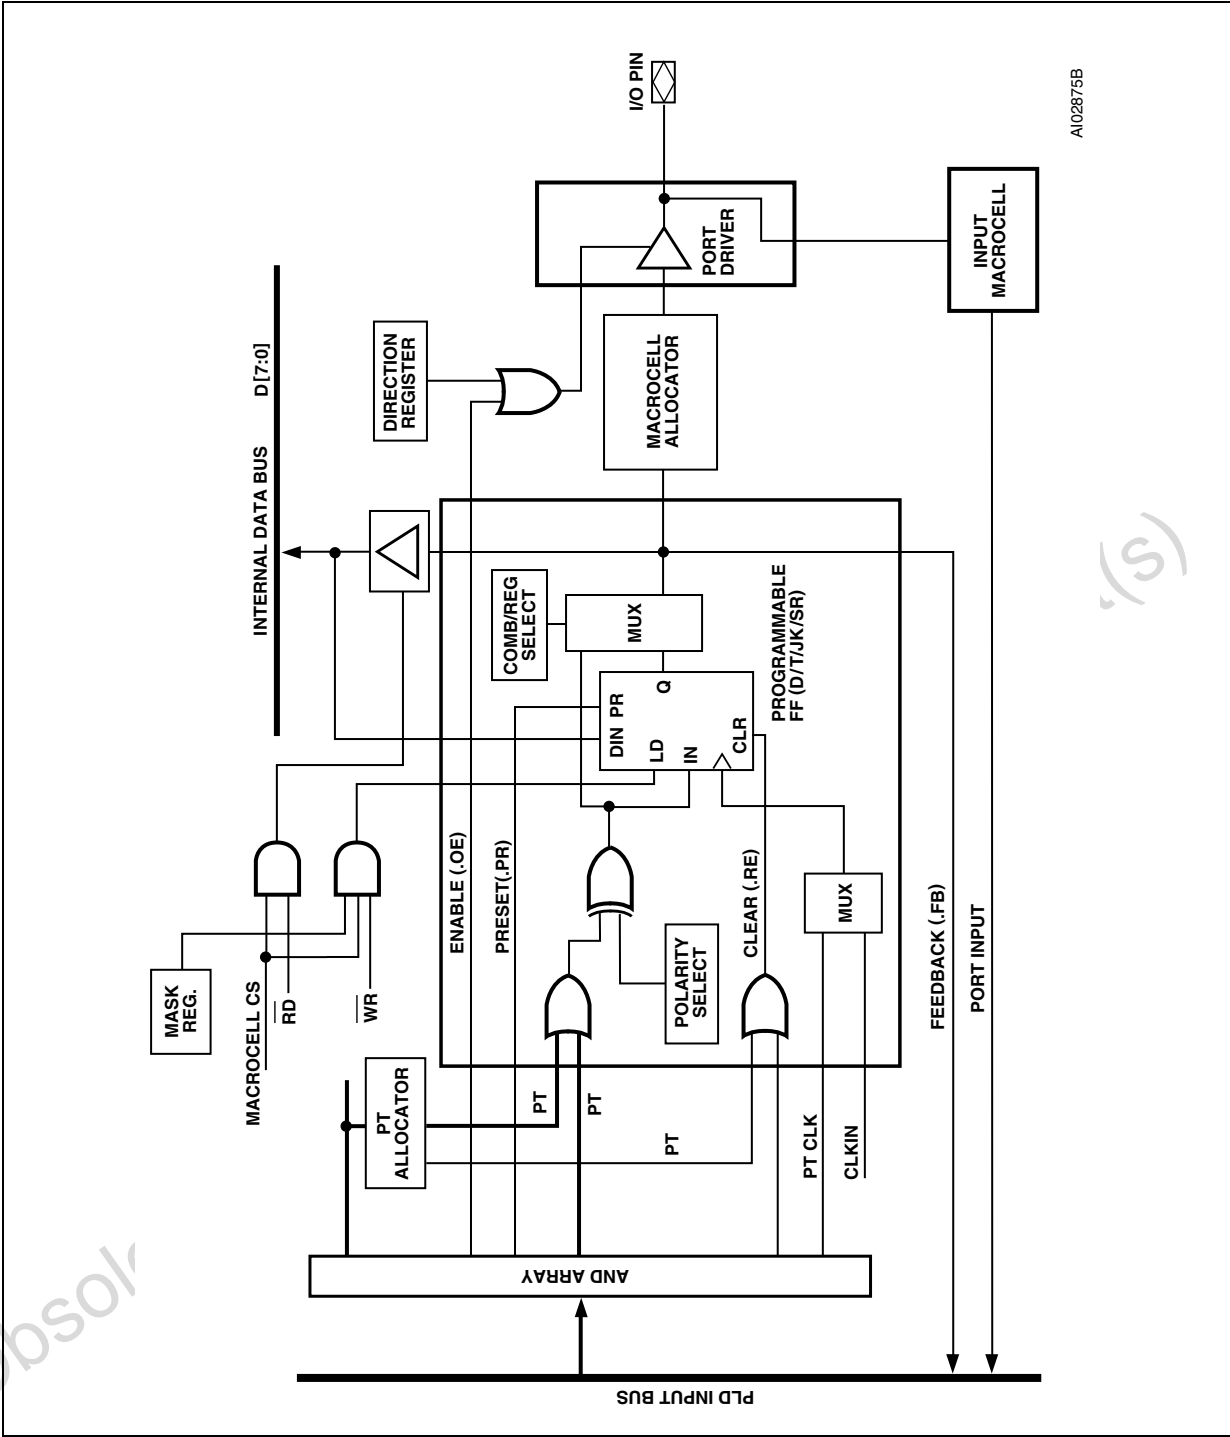 I/O PIN
AI02875B
PORT
DRIVER
INPUT
MACROCELL
INTERNAL DATA BUS
D[7:0]
DIRECTION
REGISTER
MACROCELL
ALLOCATOR
COMB/REG
SELECT
MUX
PROGRAMMABLE
FF (D/T/JK/SR)
DIN
PR
LD
IN
Q
CLR
ENABLE (.OE)
PRESET(.PR)
CLEAR (.RE)
MUX
FEEDBACK (.FB)
PORT INPUT
MASK
REG.
MACROCELL CS
RD
WR
POLARITY
SELECT
PT
ALLOCATOR
PT
PT
PT
PT CLK
CLKIN
AND ARRAY
PLD INPUT BUS
(s)